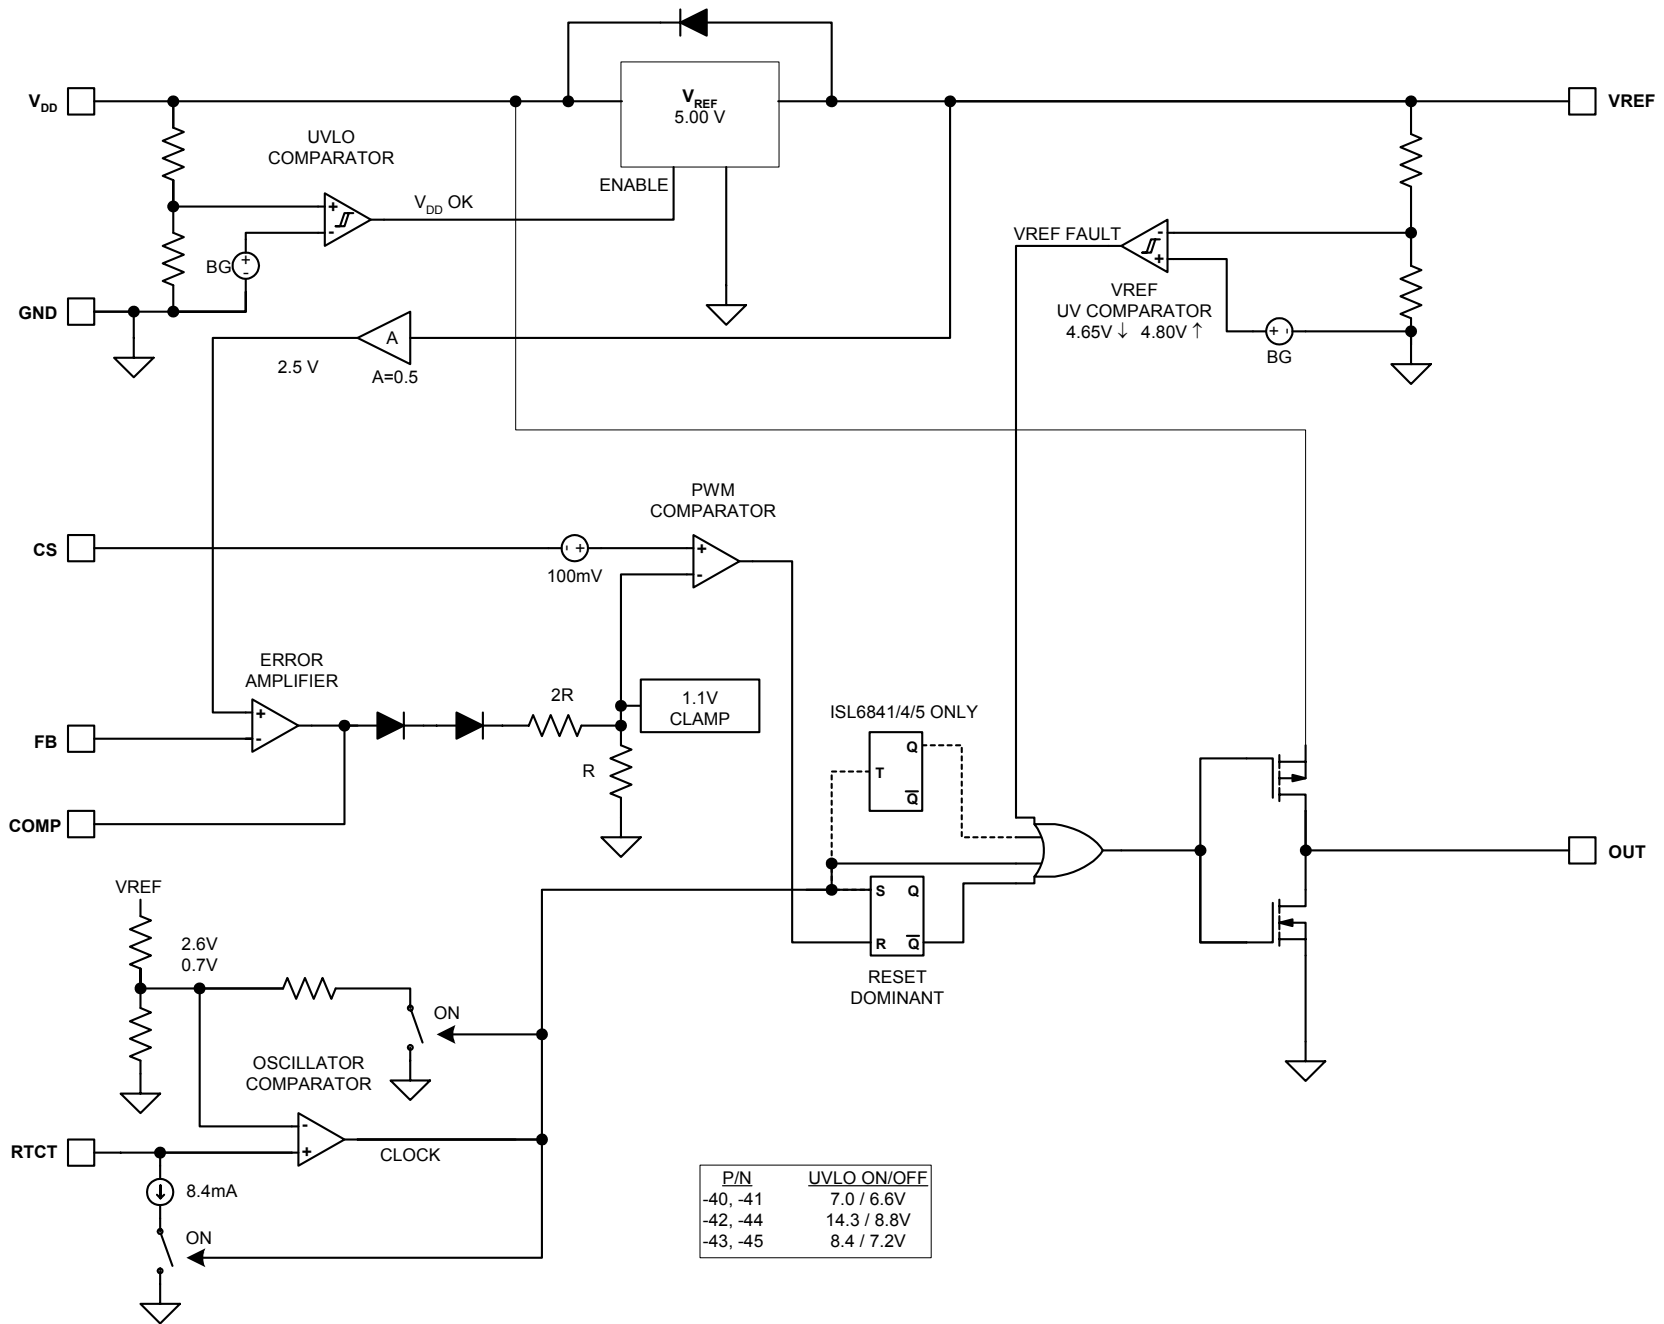 V_DD
V_REF
5.00 V
VREF
UVLO
COMPARATOR
+
-
ENABLE
V_DD OK
BG
+
-
GND
VREF FAULT
-
+
VREF
UV COMPARATOR
4.65V ↓ 4.80V ↑
+ -
BG
A
2.5 V
A=0.5
PWM
COMPARATOR
CS
- +
100mV
+
-
ERROR
AMPLIFIER
+
-
FB
2R
1.1V
CLAMP
R
COMP
ISL6841/4/5 ONLY
Q
T
Q̅
OUT
S Q
R Q̅
RESET
DOMINANT
VREF
2.6V
0.7V
ON
OSCILLATOR
COMPARATOR
-
+
RTCT
CLOCK
8.4mA
ON
P/N UVLO ON/OFF
-40, -41 7.0 / 6.6V
-42, -44 14.3 / 8.8V
-43, -45 8.4 / 7.2V